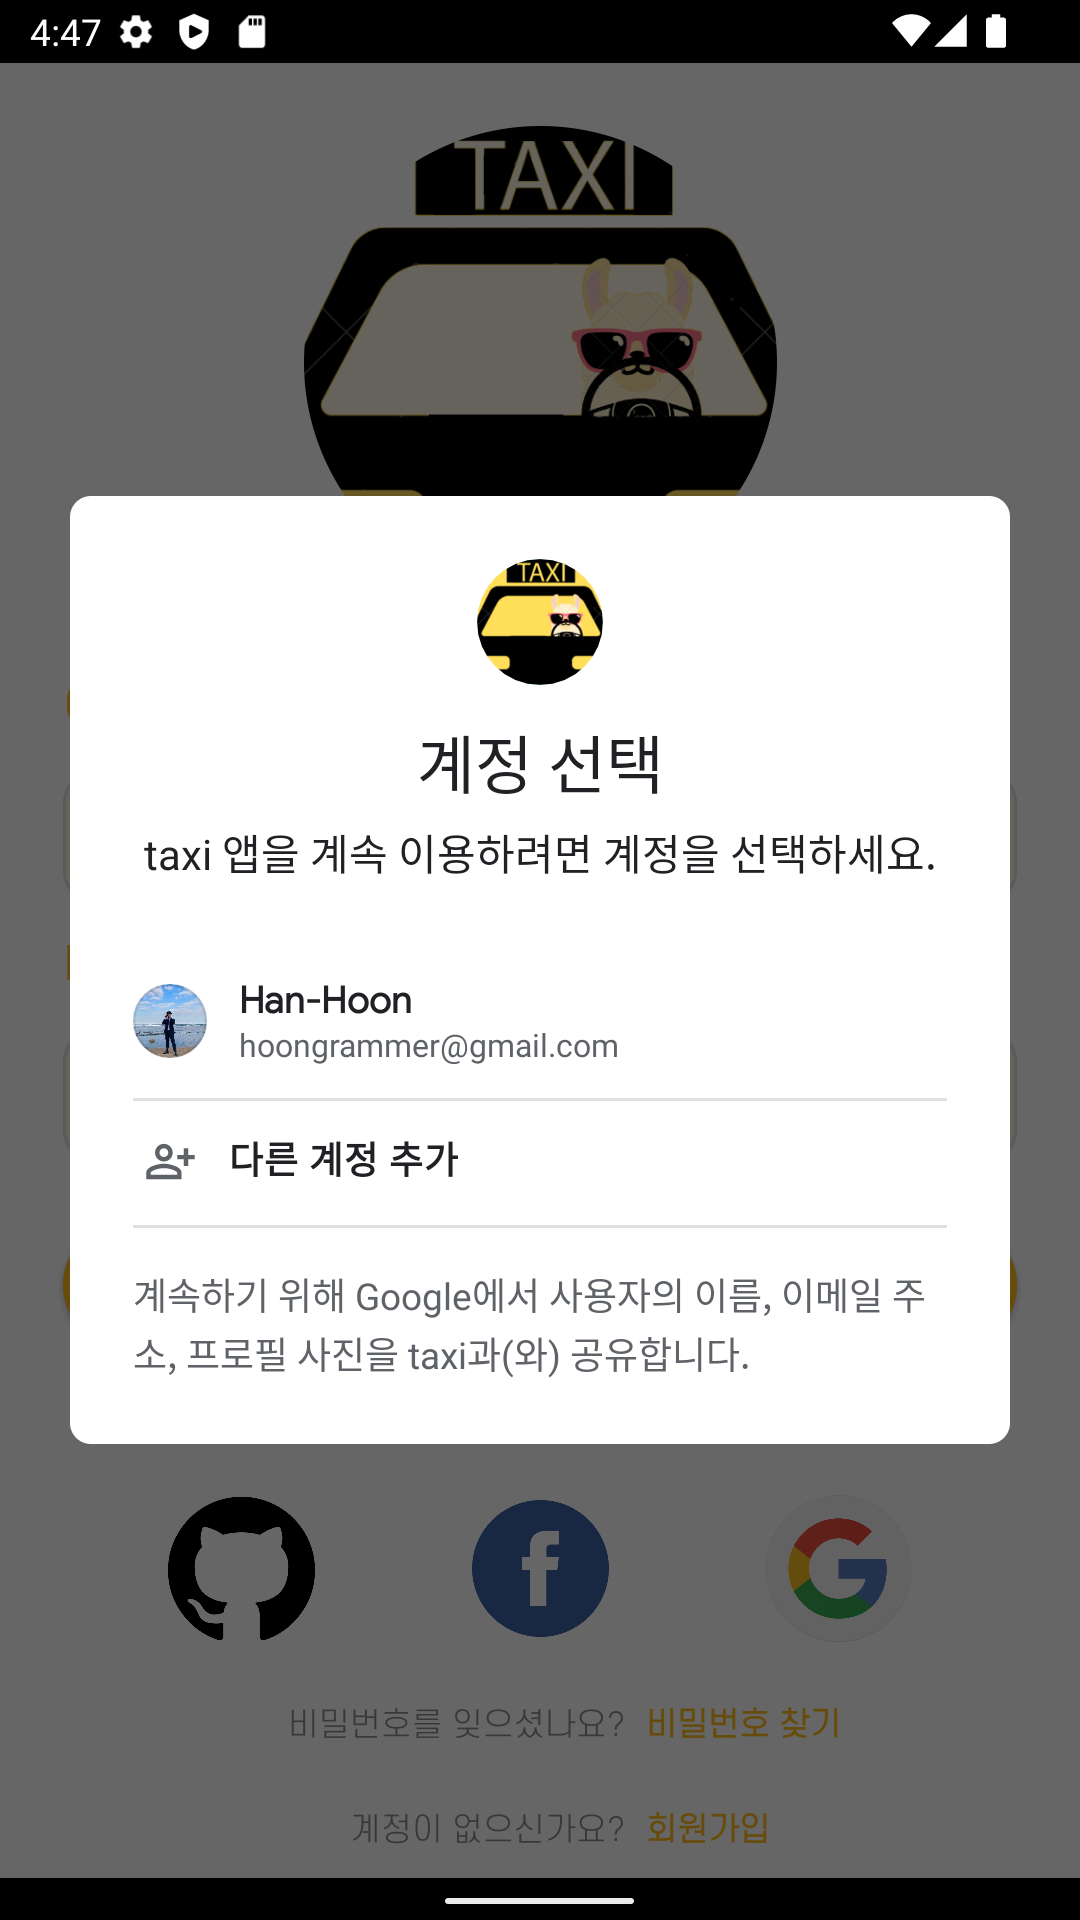 4:47
TAXI
TAXI
계정 선택
taxi 앱을 계속 이용하려면 계정을 선택하세요.
Han-Hoon
hoongrammer@gmail.com
다른 계정 추가
계속하기 위해 Google에서 사용자의 이름, 이메일 주
소, 프로필 사진을 taxi과(와) 공유합니다.
비밀번호를 잊으셨나요? 비밀번호 찾기
계정이 없으신가요? 회원가입